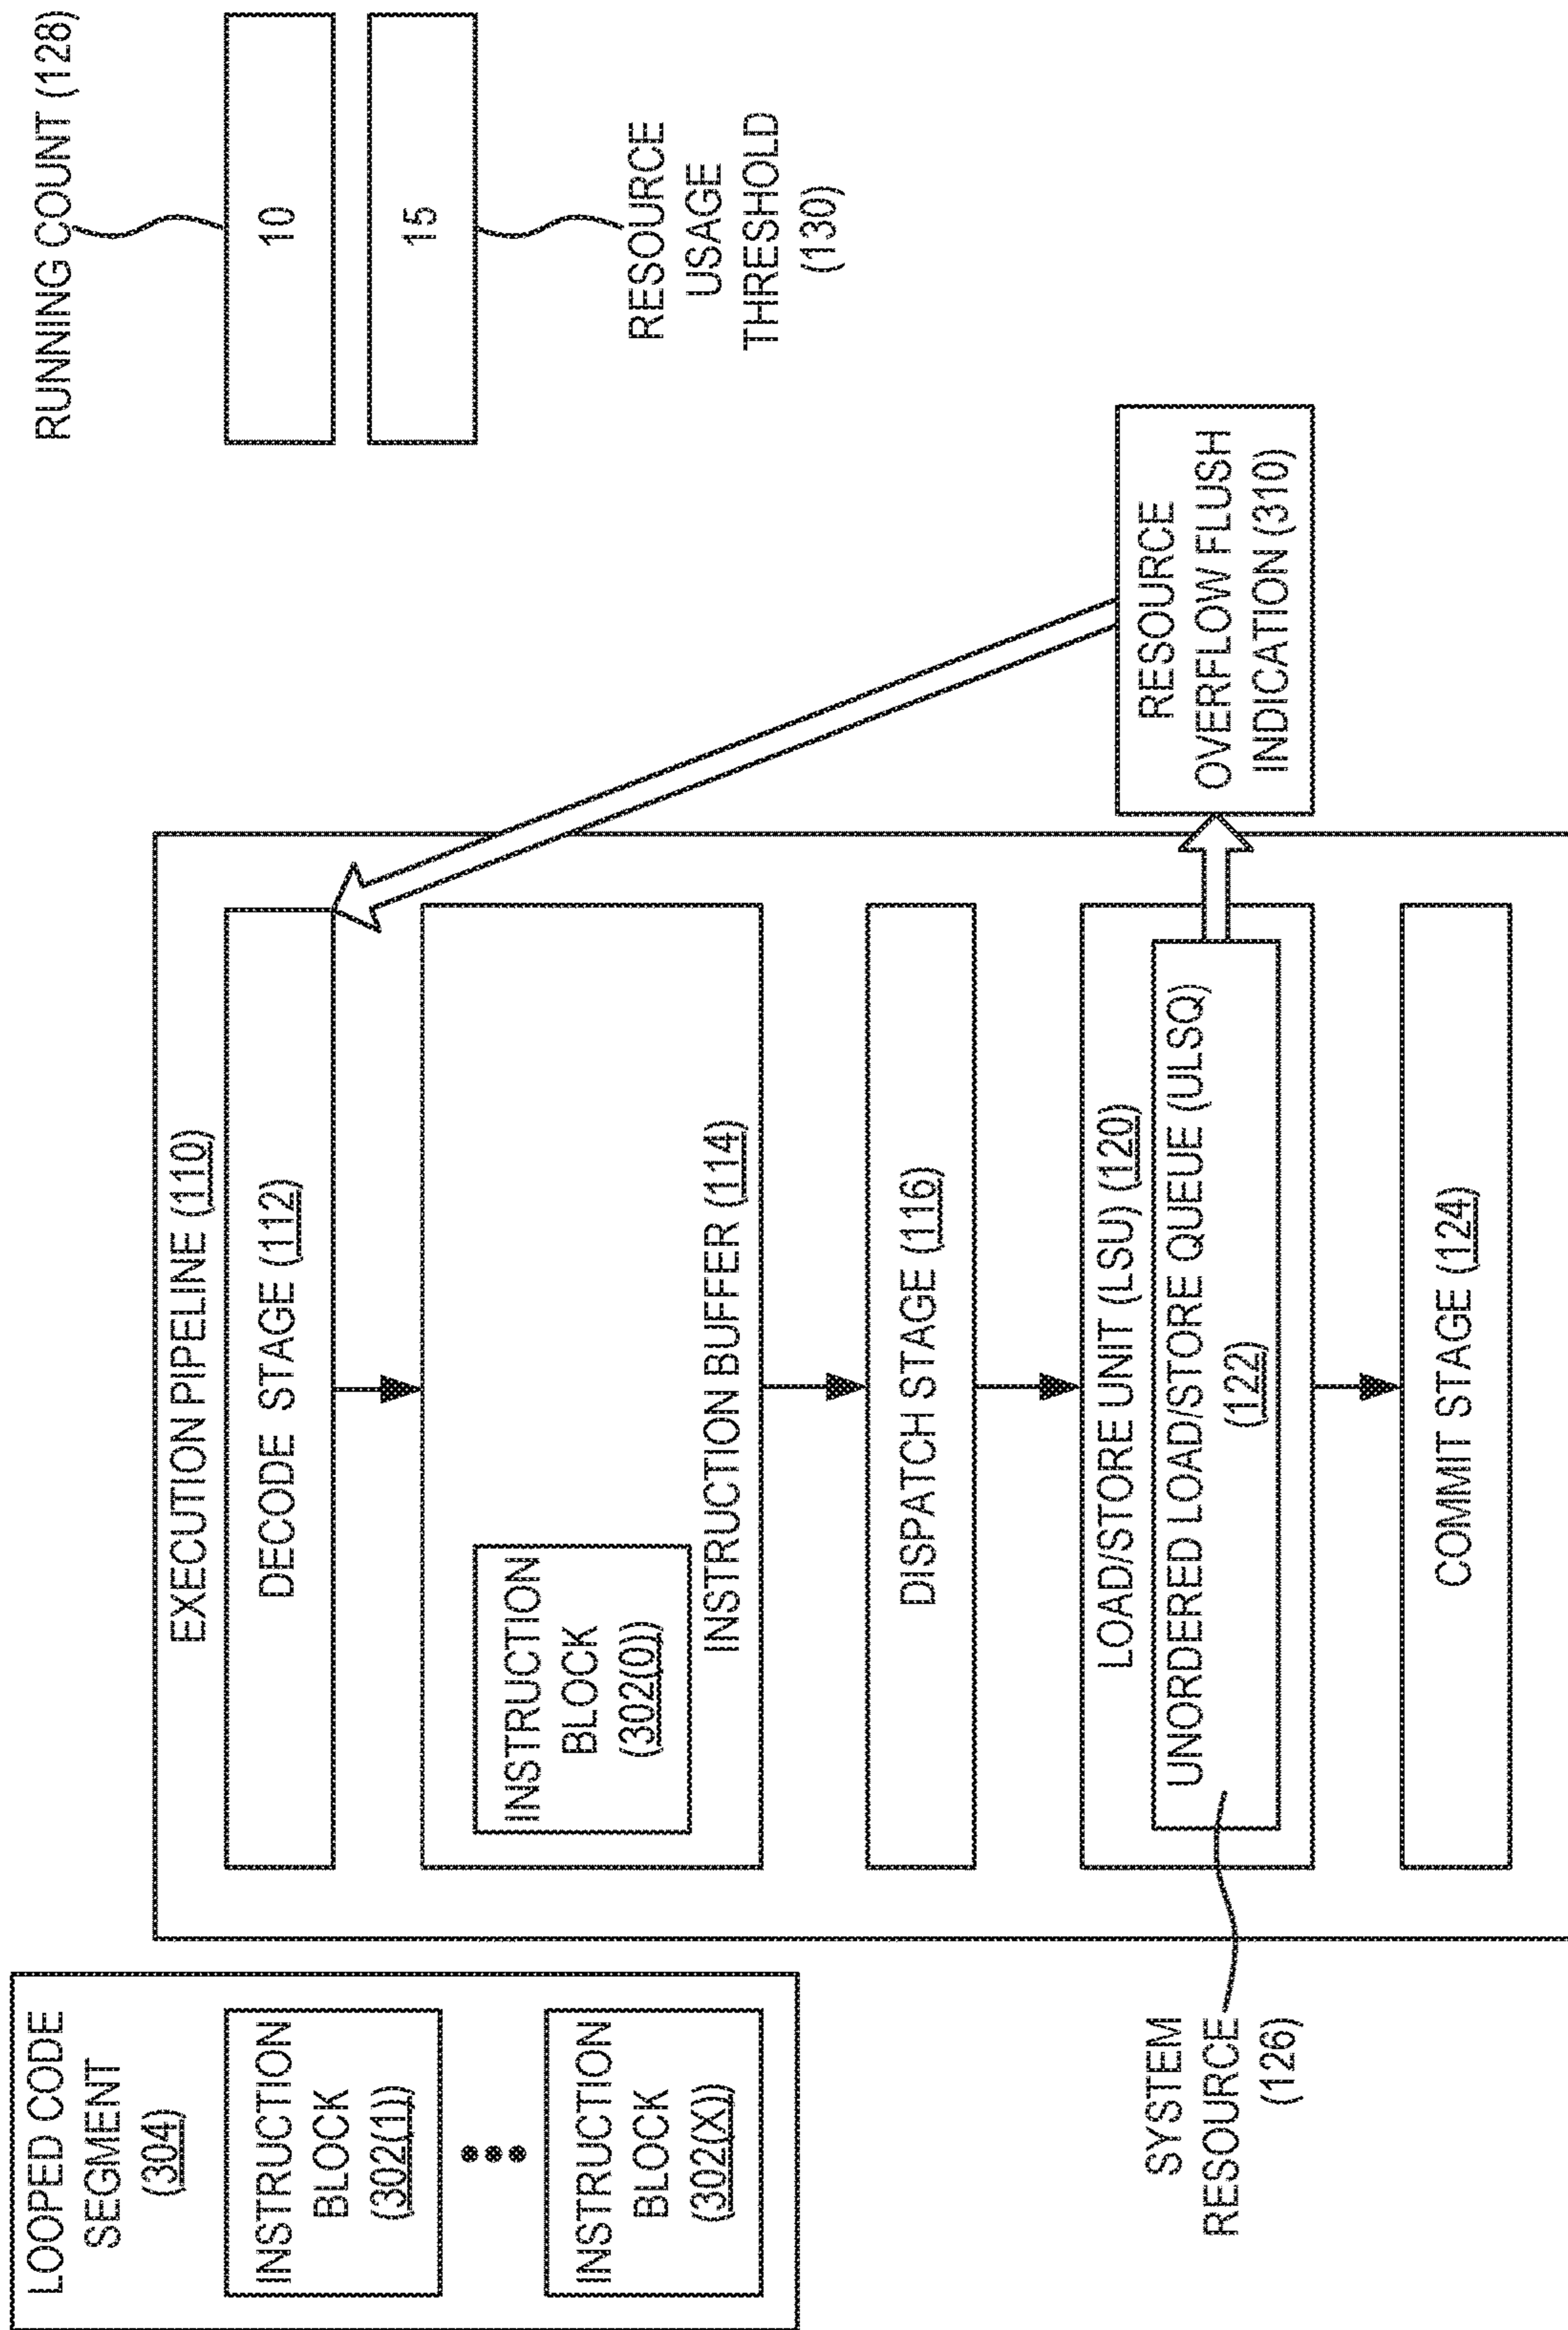 LOOPED CODE
SEGMENT
(304)
INSTRUCTION
BLOCK
(302(1))
INSTRUCTION
BLOCK
(302(X))
SYSTEM
RESOURCE
(126)
EXECUTION PIPELINE (110)
DECODE STAGE (112)
INSTRUCTION
BLOCK
(302(0))
INSTRUCTION BUFFER (114)
DISPATCH STAGE (116)
LOAD/STORE UNIT (LSU) (120)
UNORDERED LOAD/STORE QUEUE (ULSQ)
(122)
COMMIT STAGE (124)
RESOURCE
OVERFLOW FLUSH
INDICATION (310)
RUNNING COUNT (128)
10
15
RESOURCE
USAGE
THRESHOLD
(130)